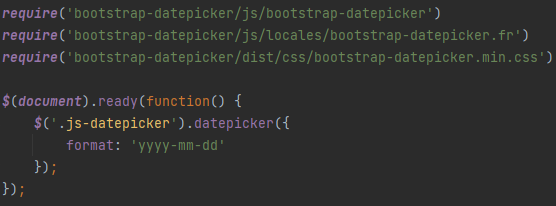 require('bootstrap-datepicker/js/bootstrap-datepicker')
require('bootstrap-datepicker/js/locales/bootstrap-datepicker.fr')
require('bootstrap-datepicker/dist/css/bootstrap-datepicker.min.css')
$(document).ready(function() {
    $('.js-datepicker').datepicker({
        format: 'yyyy-mm-dd'
    });
});